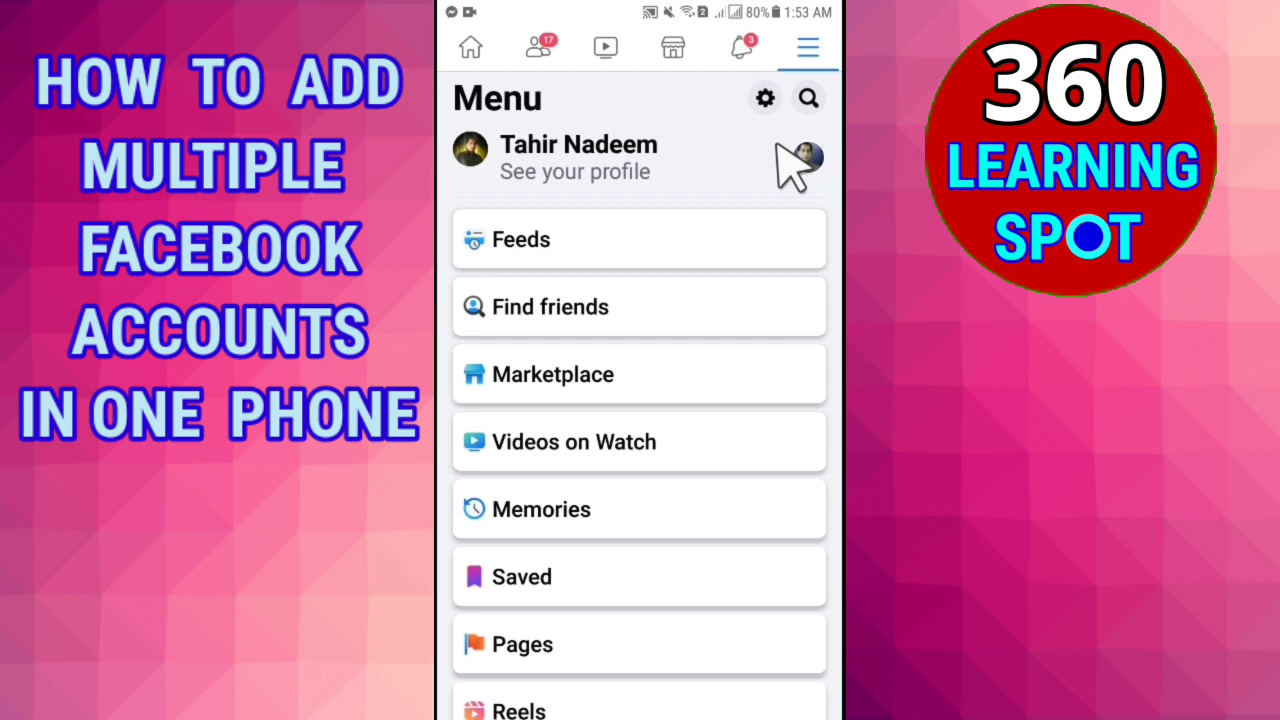 HOW TO ADD
MULTIPLE
FACEBOOK
ACCOUNTS
IN ONE PHONE
2 80% 1:53 AM
17
3
Menu
Tahir Nadeem
See your profile
Feeds
Find friends
Marketplace
Videos on Watch
Memories
Saved
Pages
Reels
360
LEARNING
SPOT